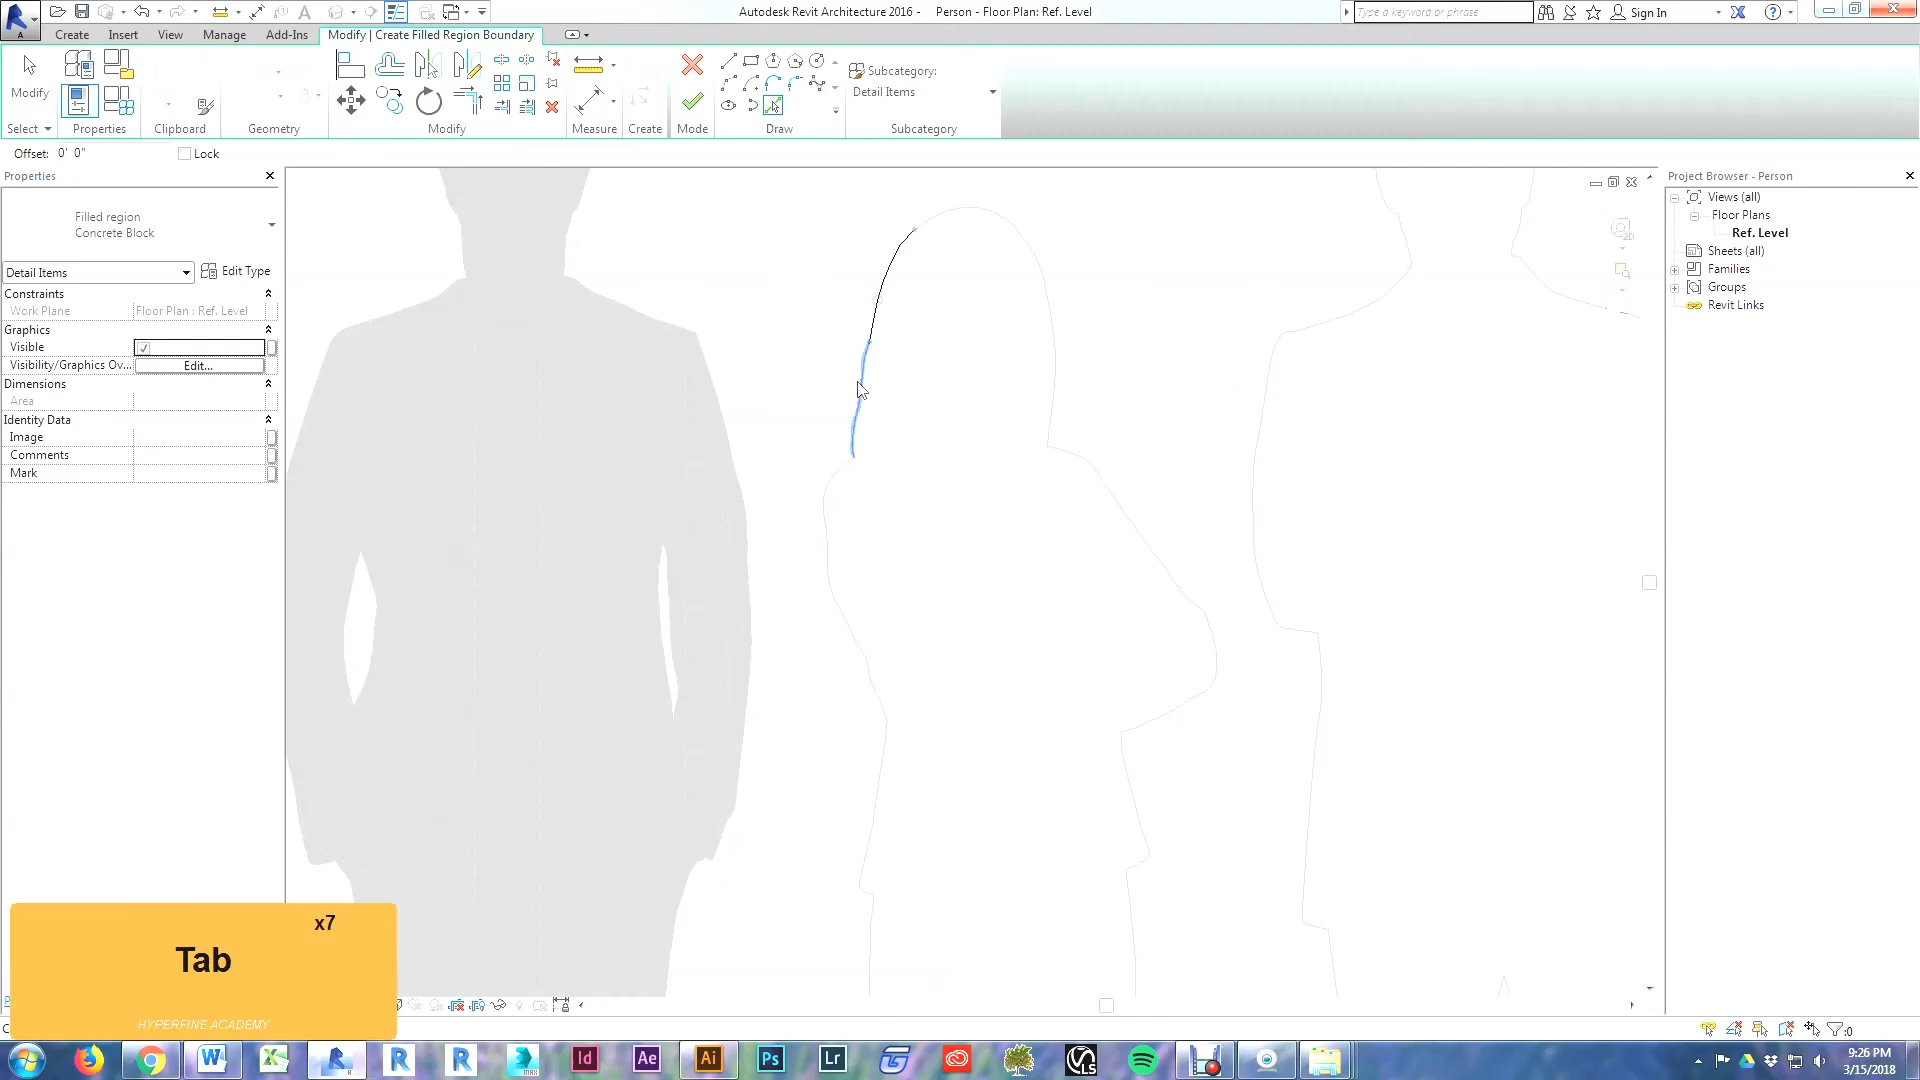 Autodesk Revit Architecture 2016 -     Person - Floor Plan: Ref. Level
Type a keyword or phrase
Sign In
Create
Insert
View
Manage
Add-Ins
Modify | Create Filled Region Boundary
Modify
Subcategory:
Detail Items
Select
Properties
Clipboard
Geometry
Modify
Measure
Create
Mode
Draw
Subcategory
Offset: 0' 0"
Lock
Properties
Project Browser - Person
Filled region
Concrete Block
Views (all)
Floor Plans
Ref. Level
Sheets (all)
Families
Groups
Revit Links
Detail Items
Edit Type
Constraints
Work Plane
Floor Plan : Ref. Level
Graphics
Visible
Visibility/Graphics Ov...
Edit...
Dimensions
Area
Identity Data
Image
Comments
Mark
2D
x7
Tab
HYPERFINE ACADEMY
:0
9:26 PM
3/15/2018